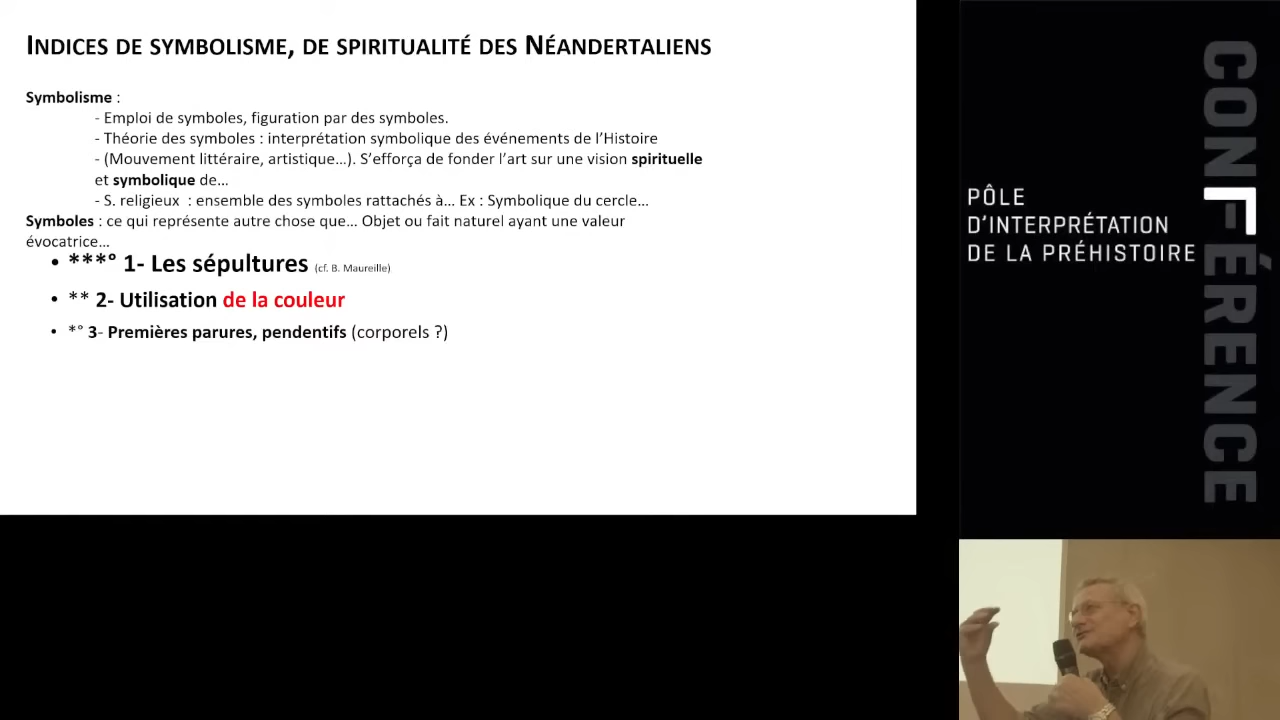 INDICES DE SYMBOLISME, DE SPIRITUALITÉ DES NÉANDERTALIENS
Symbolisme :
- Emploi de symboles, figuration par des symboles.
- Théorie des symboles : interprétation symbolique des événements de l’Histoire
- (Mouvement littéraire, artistique…). S’efforça de fonder l’art sur une vision spirituelle
et symbolique de…
- S. religieux : ensemble des symboles rattachés à… Ex : Symbolique du cercle…
Symboles : ce qui représente autre chose que… Objet ou fait naturel ayant une valeur
évocatrice…
• ***° 1- Les sépultures (cf. B. Maureille)
• ** 2- Utilisation de la couleur
• *° 3- Premières parures, pendentifs (corporels ?)
PÔLE
D’INTERPRÉTATION
DE LA PRÉHISTOIRE
CONFÉRENCE